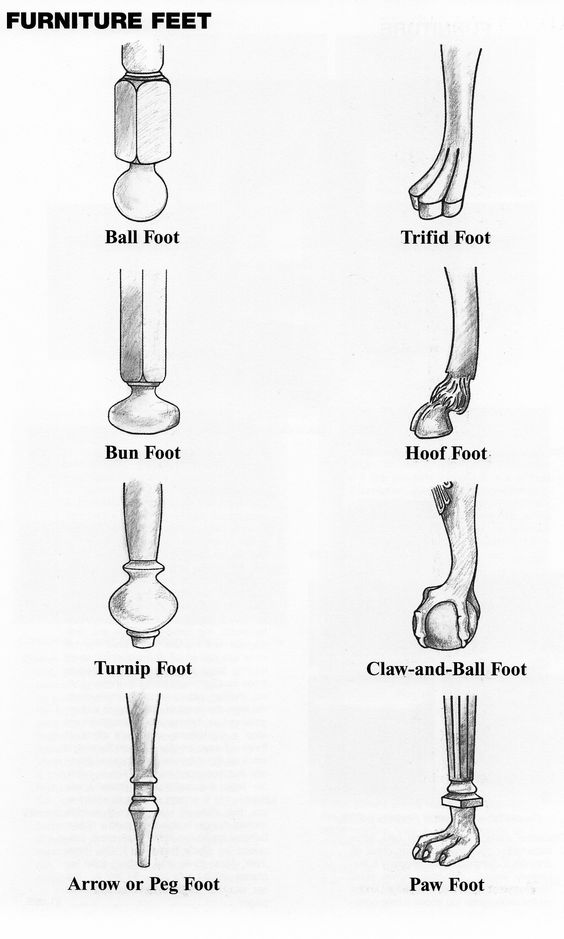 FURNITURE FEET
Ball Foot
Trifid Foot
Bun Foot
Hoof Foot
Turnip Foot
Claw-and-Ball Foot
Arrow or Peg Foot
Paw Foot